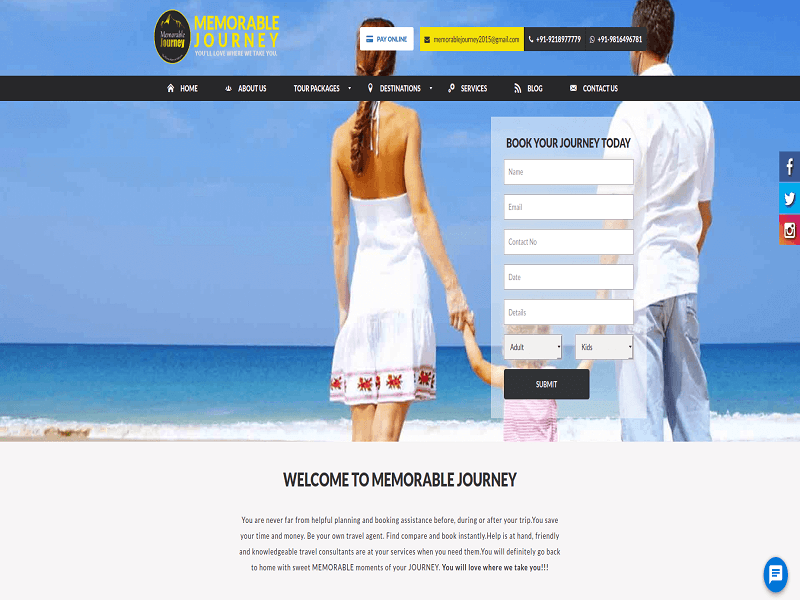 Memorable
Journey
MEMORABLE
JOURNEY
YOU'LL LOVE WHERE WE TAKE YOU.
PAY ONLINE
memorablejourney2015@gmail.com
+91-9218977779
+91-9816496781
HOME
ABOUT US
TOUR PACKAGES
DESTINATIONS
SERVICES
BLOG
CONTACT US
BOOK YOUR JOURNEY TODAY
Name
Email
Contact No
Date
Details
Adult
Kids
SUBMIT
WELCOME TO MEMORABLE JOURNEY
You are never far from helpful planning and booking assistance before, during or after your trip.You save
your time and money. Be your own travel agent. Find compare and book instantly.Help is at hand, friendly
and knowledgeable travel consultants are at your services when you need them.You will definitely go back
to home with sweet MEMORABLE moments of your JOURNEY. You will love where we take you!!!